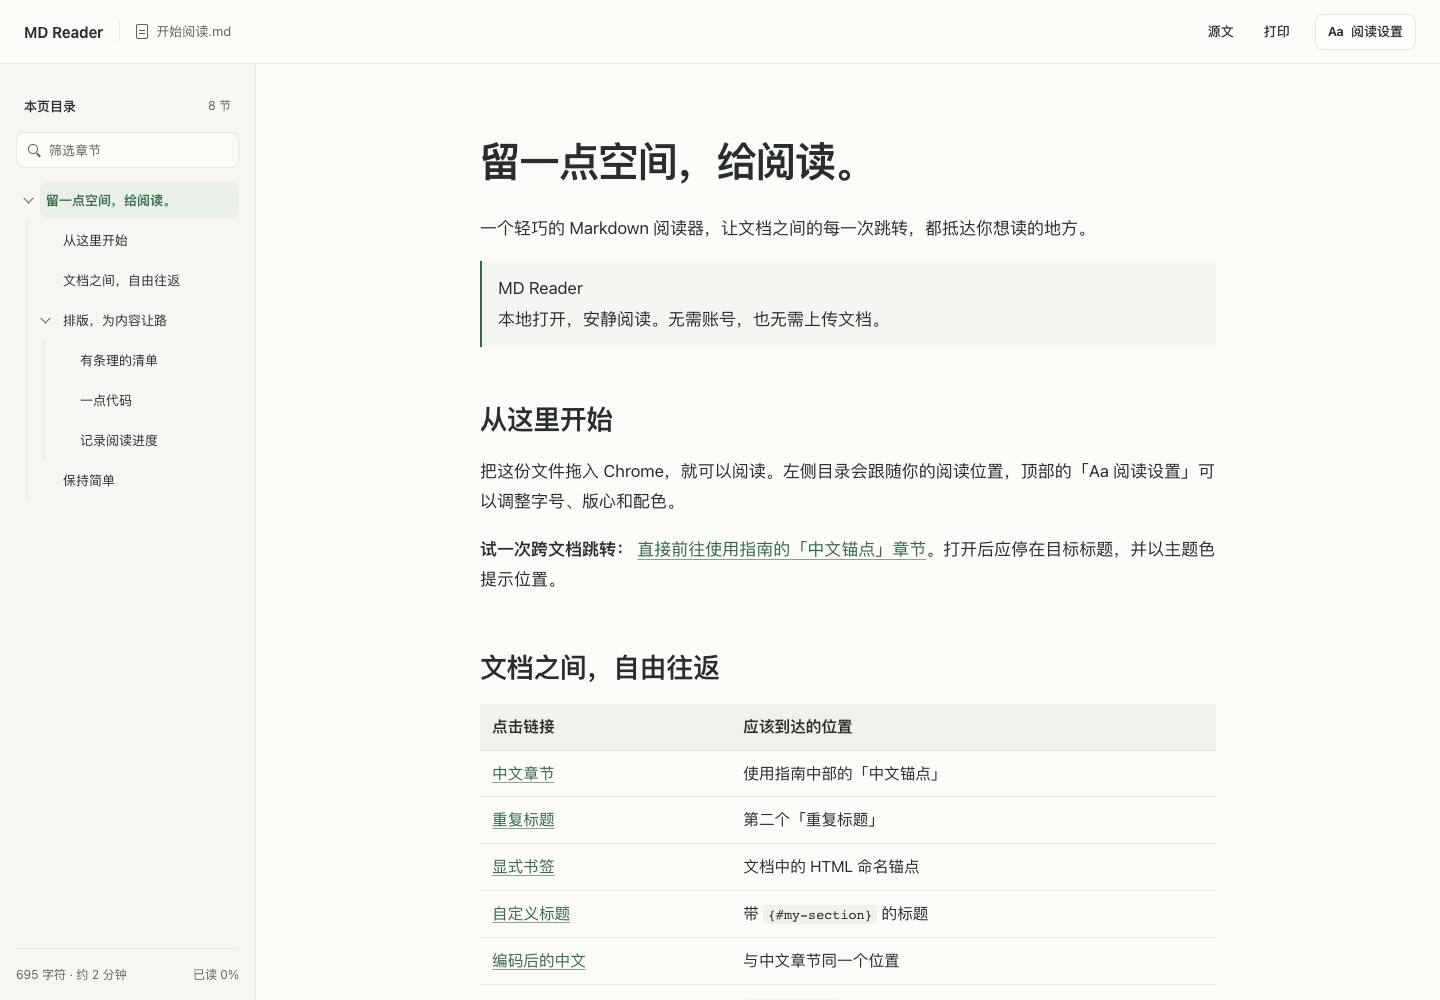 MD Reader
开始阅读.md
源文
打印
Aa 阅读设置
本页目录
8 节
筛选章节
留一点空间，给阅读。
从这里开始
文档之间，自由往返
排版，为内容让路
有条理的清单
一点代码
记录阅读进度
保持简单
695 字符 · 约 2 分钟
已读 0%
留一点空间，给阅读。
一个轻巧的 Markdown 阅读器，让文档之间的每一次跳转，都抵达你想读的地方。
MD Reader
本地打开，安静阅读。无需账号，也无需上传文档。
从这里开始
把这份文件拖入 Chrome，就可以阅读。左侧目录会跟随你的阅读位置，顶部的「Aa 阅读设置」可
以调整字号、版心和配色。
试一次跨文档跳转： 直接前往使用指南的「中文锚点」章节。打开后应停在目标标题，并以主题色
提示位置。
文档之间，自由往返
点击链接 应该到达的位置
中文章节 使用指南中部的「中文锚点」
重复标题 第二个「重复标题」
显式书签 文档中的 HTML 命名锚点
自定义标题 带 {#my-section} 的标题
编码后的中文 与中文章节同一个位置